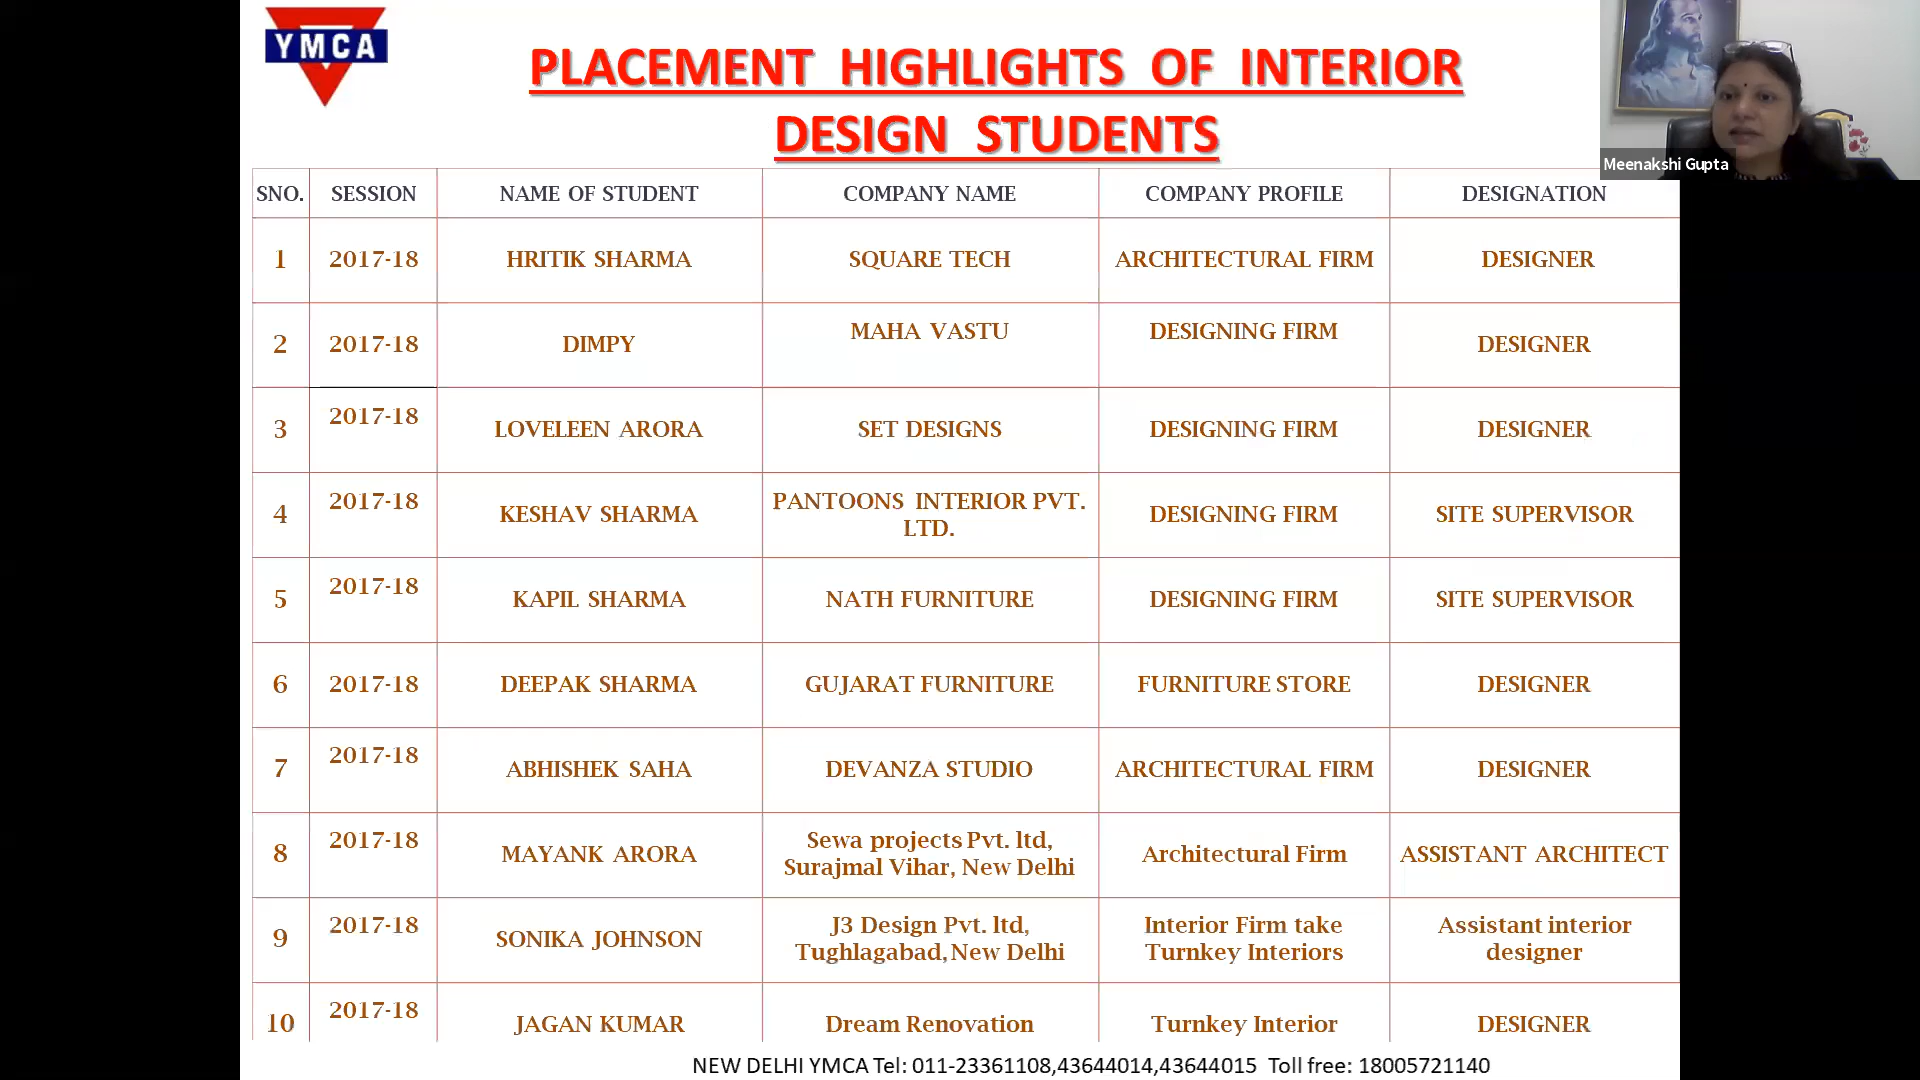 YMCA
PLACEMENT HIGHLIGHTS OF INTERIOR
DESIGN STUDENTS
Meenakshi Gupta
SNO. SESSION NAME OF STUDENT COMPANY NAME COMPANY PROFILE DESIGNATION
1 2017-18 HRITIK SHARMA SQUARE TECH ARCHITECTURAL FIRM DESIGNER
2 2017-18 DIMPY MAHA VASTU DESIGNING FIRM DESIGNER
3 2017-18 LOVELEEN ARORA SET DESIGNS DESIGNING FIRM DESIGNER
4 2017-18 KESHAV SHARMA PANTOONS INTERIOR PVT.
LTD. DESIGNING FIRM SITE SUPERVISOR
5 2017-18 KAPIL SHARMA NATH FURNITURE DESIGNING FIRM SITE SUPERVISOR
6 2017-18 DEEPAK SHARMA GUJARAT FURNITURE FURNITURE STORE DESIGNER
7 2017-18 ABHISHEK SAHA DEVANZA STUDIO ARCHITECTURAL FIRM DESIGNER
8 2017-18 MAYANK ARORA Sewa projects Pvt. ltd,
Surajmal Vihar, New Delhi Architectural Firm ASSISTANT ARCHITECT
9 2017-18 SONIKA JOHNSON J3 Design Pvt. ltd,
Tughlagabad, New Delhi Interior Firm take
Turnkey Interiors Assistant interior
designer
10 2017-18 JAGAN KUMAR Dream Renovation Turnkey Interior DESIGNER
NEW DELHI YMCA Tel: 011-23361108,43644014,43644015 Toll free: 18005721140